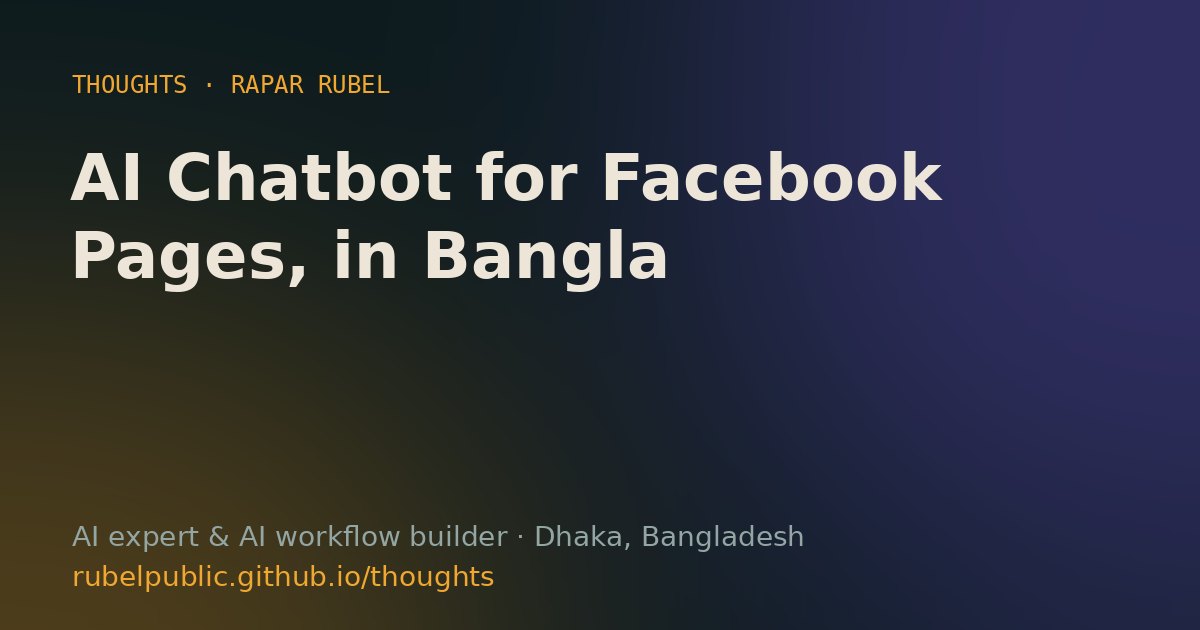 THOUGHTS · RAPAR RUBEL
AI Chatbot for Facebook
Pages, in Bangla
AI expert & AI workflow builder · Dhaka, Bangladesh
rubelpublic.github.io/thoughts